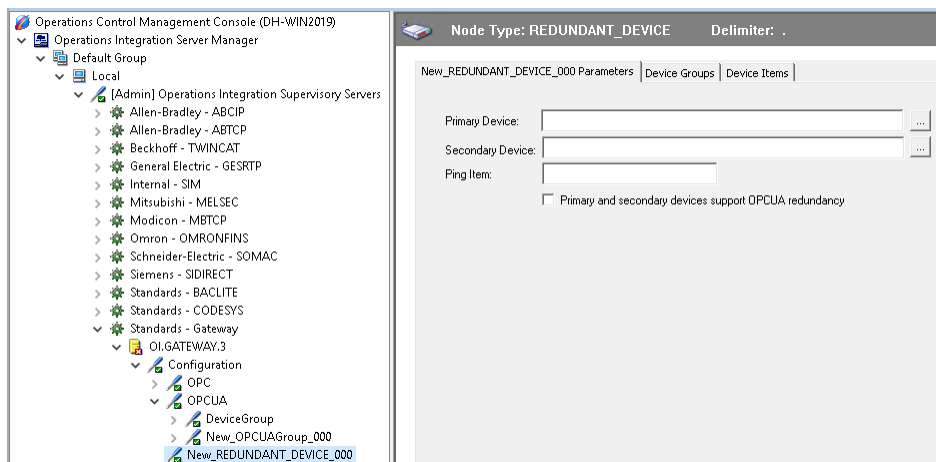 Operations Control Management Console (DH-WIN2019)
Operations Integration Server Manager
Default Group
Local
[Admin] Operations Integration Supervisory Servers
Allen-Bradley - ABCIP
Allen-Bradley - ABTCP
Beckhoff - TWINCAT
General Electric - GESRTP
Internal - SIM
Mitsubishi - MELSEC
Modicon - MBTCP
Omron - OMRONFINS
Schneider-Electric - SOMAC
Siemens - SIDIRECT
Standards - BACLITE
Standards - CODESYS
Standards - Gateway
OI.GATEWAY.3
Configuration
OPC
OPCUA
DeviceGroup
New_OPCUAGroup_000
New_REDUNDANT_DEVICE_000
Node Type: REDUNDANT_DEVICE Delimiter: .
New_REDUNDANT_DEVICE_000 Parameters Device Groups Device Items
Primary Device: ...
Secondary Device: ...
Ping Item:
Primary and secondary devices support OPCUA redundancy